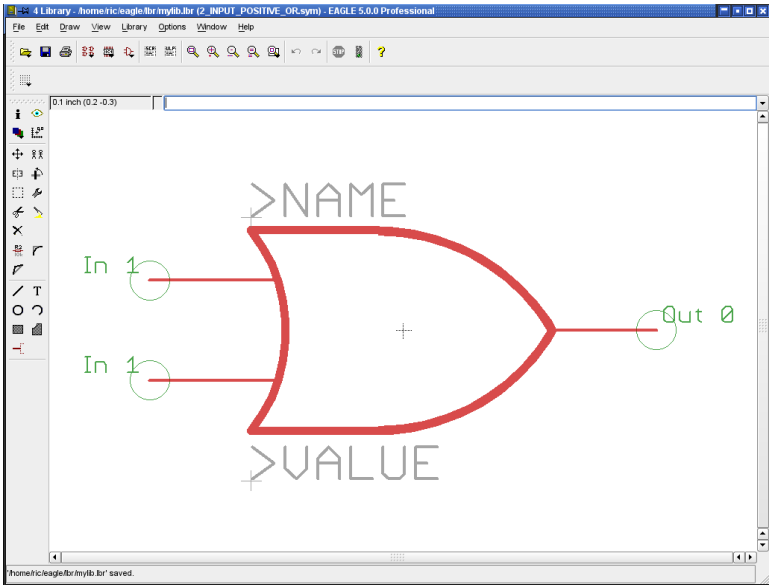 4 Library - /home/ric/eagle/lbr/mylib.lbr (2_INPUT_POSITIVE_OR.sym) - EAGLE 5.0.0 Professional
File Edit Draw View Library Options Window Help
0.1 inch (0.2 -0.3)
>NAME
In 1
Out 0
In 1
>VALUE
'/home/ric/eagle/lbr/mylib.lbr' saved.